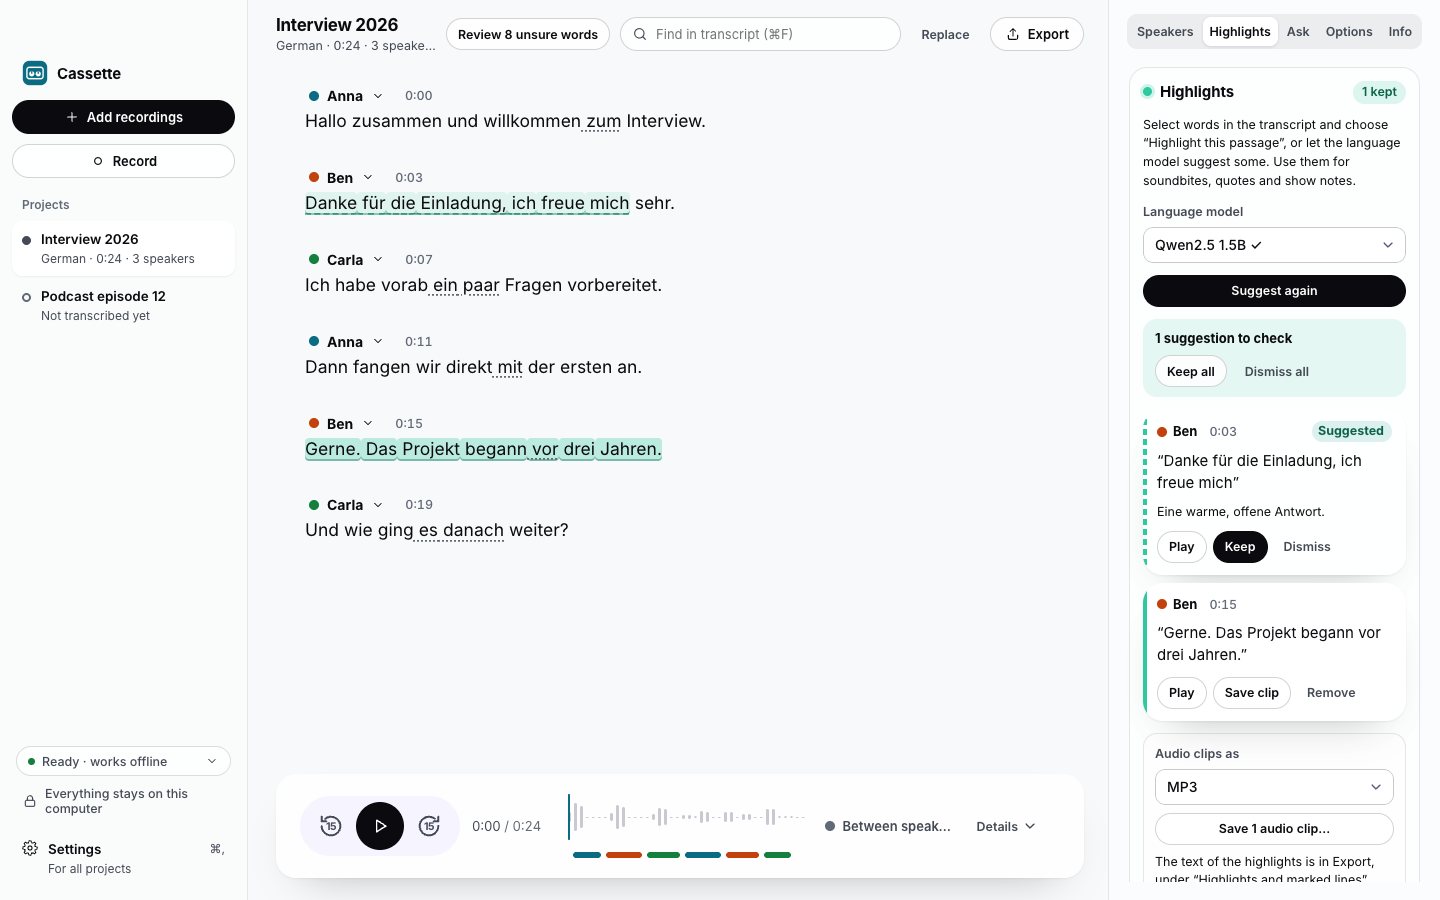 Cassette
Add recordings
Record
Projects
Interview 2026
German · 0:24 · 3 speakers
Podcast episode 12
Not transcribed yet
Ready · works offline
Everything stays on this
computer
Settings ⌘,
For all projects
Interview 2026
German · 0:24 · 3 speake...
Review 8 unsure words
Find in transcript (⌘F)
Replace
Export
Anna 0:00
Hallo zusammen und willkommen zum Interview.
Ben 0:03
Danke für die Einladung, ich freue mich sehr.
Carla 0:07
Ich habe vorab ein paar Fragen vorbereitet.
Anna 0:11
Dann fangen wir direkt mit der ersten an.
Ben 0:15
Gerne. Das Projekt begann vor drei Jahren.
Carla 0:19
Und wie ging es danach weiter?
15
15
0:00 / 0:24
Between speak...
Details
Speakers Highlights Ask Options Info
Highlights 1 kept
Select words in the transcript and choose
“Highlight this passage”, or let the language
model suggest some. Use them for
soundbites, quotes and show notes.
Language model
Qwen2.5 1.5B ✓
Suggest again
1 suggestion to check
Keep all Dismiss all
Ben 0:03 Suggested
“Danke für die Einladung, ich
freue mich”
Eine warme, offene Antwort.
Play Keep Dismiss
Ben 0:15
“Gerne. Das Projekt begann vor
drei Jahren.”
Play Save clip Remove
Audio clips as
MP3
Save 1 audio clip...
The text of the highlights is in Export,
under “Highlights and marked lines”